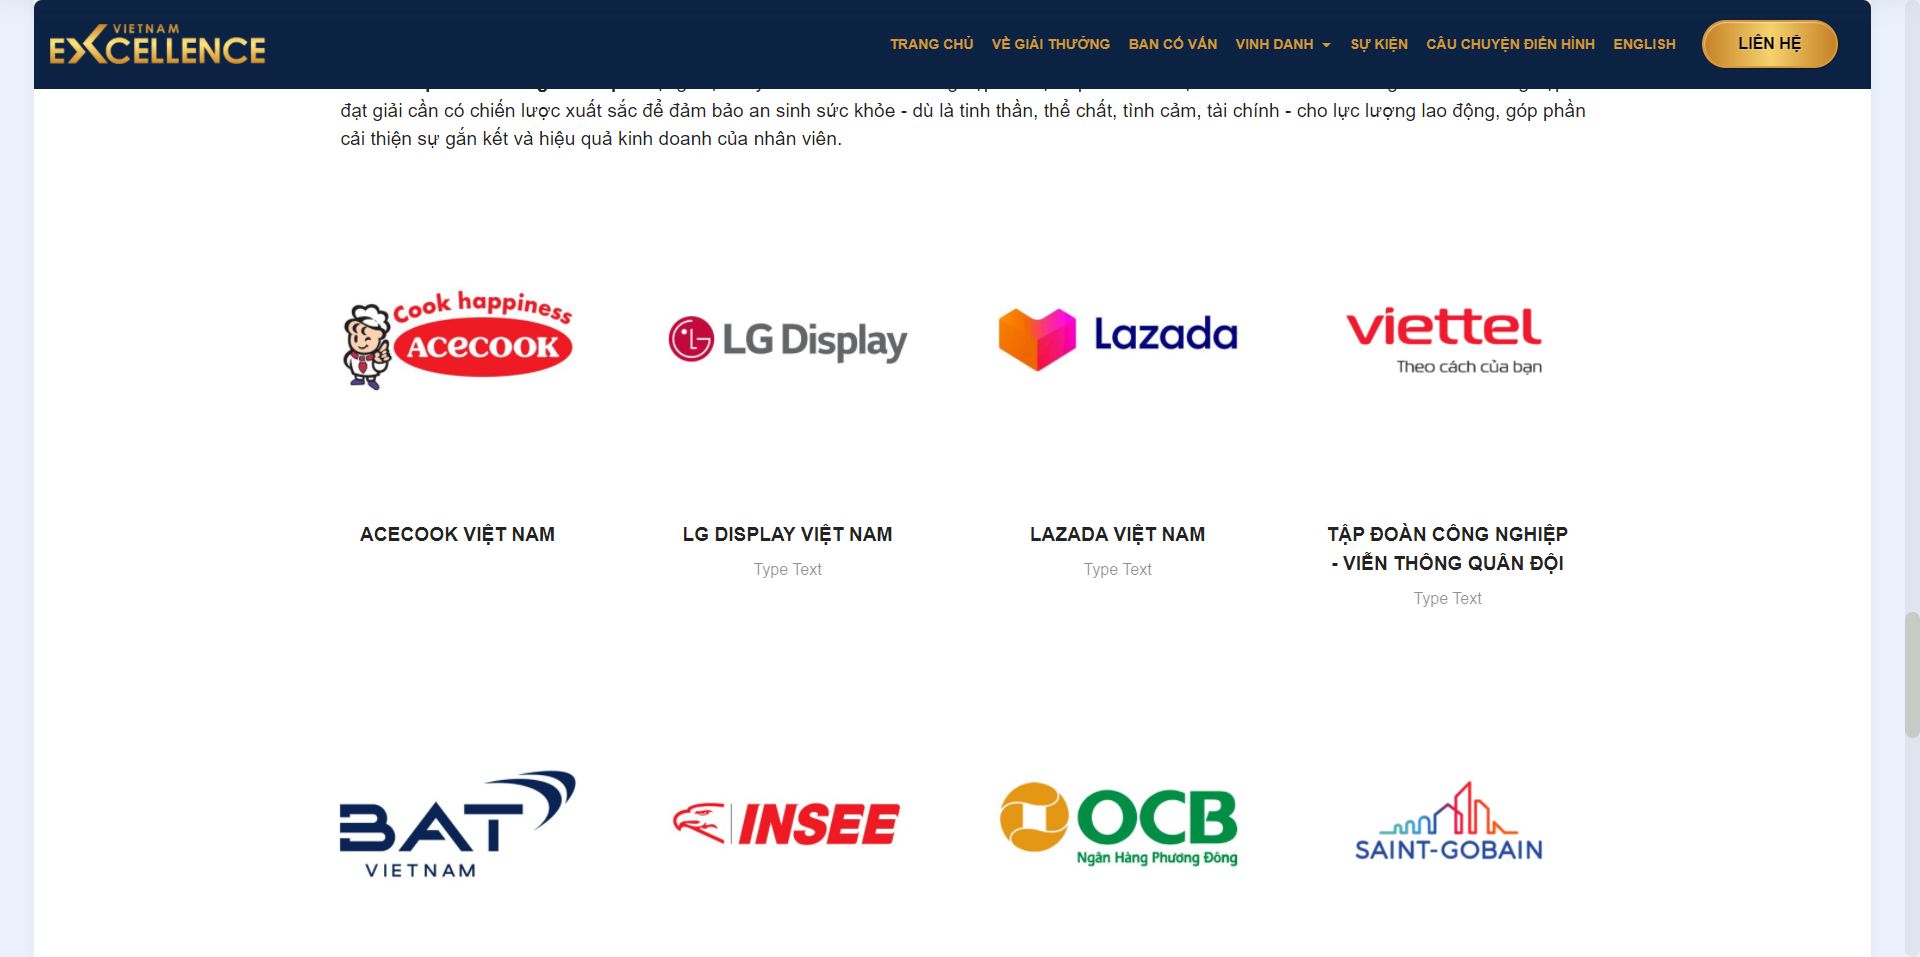 VIETNAM
EXCELLENCE
TRANG CHỦ VỀ GIẢI THƯỞNG BAN CỐ VẤN VINH DANH SỰ KIỆN CÂU CHUYỆN ĐIỂN HÌNH ENGLISH LIÊN HỆ
đạt giải cần có chiến lược xuất sắc để đảm bảo an sinh sức khỏe - dù là tinh thần, thể chất, tình cảm, tài chính - cho lực lượng lao động, góp phần
cải thiện sự gắn kết và hiệu quả kinh doanh của nhân viên.
Cook happiness
ACECOOK
LG Display
Lazada
viettel
Theo cách của bạn
ACECOOK VIỆT NAM
LG DISPLAY VIỆT NAM
Type Text
LAZADA VIỆT NAM
Type Text
TẬP ĐOÀN CÔNG NGHIỆP
- VIỄN THÔNG QUÂN ĐỘI
Type Text
BAT
VIETNAM
INSEE
OCB
Ngân Hàng Phương Đông
SAINT-GOBAIN